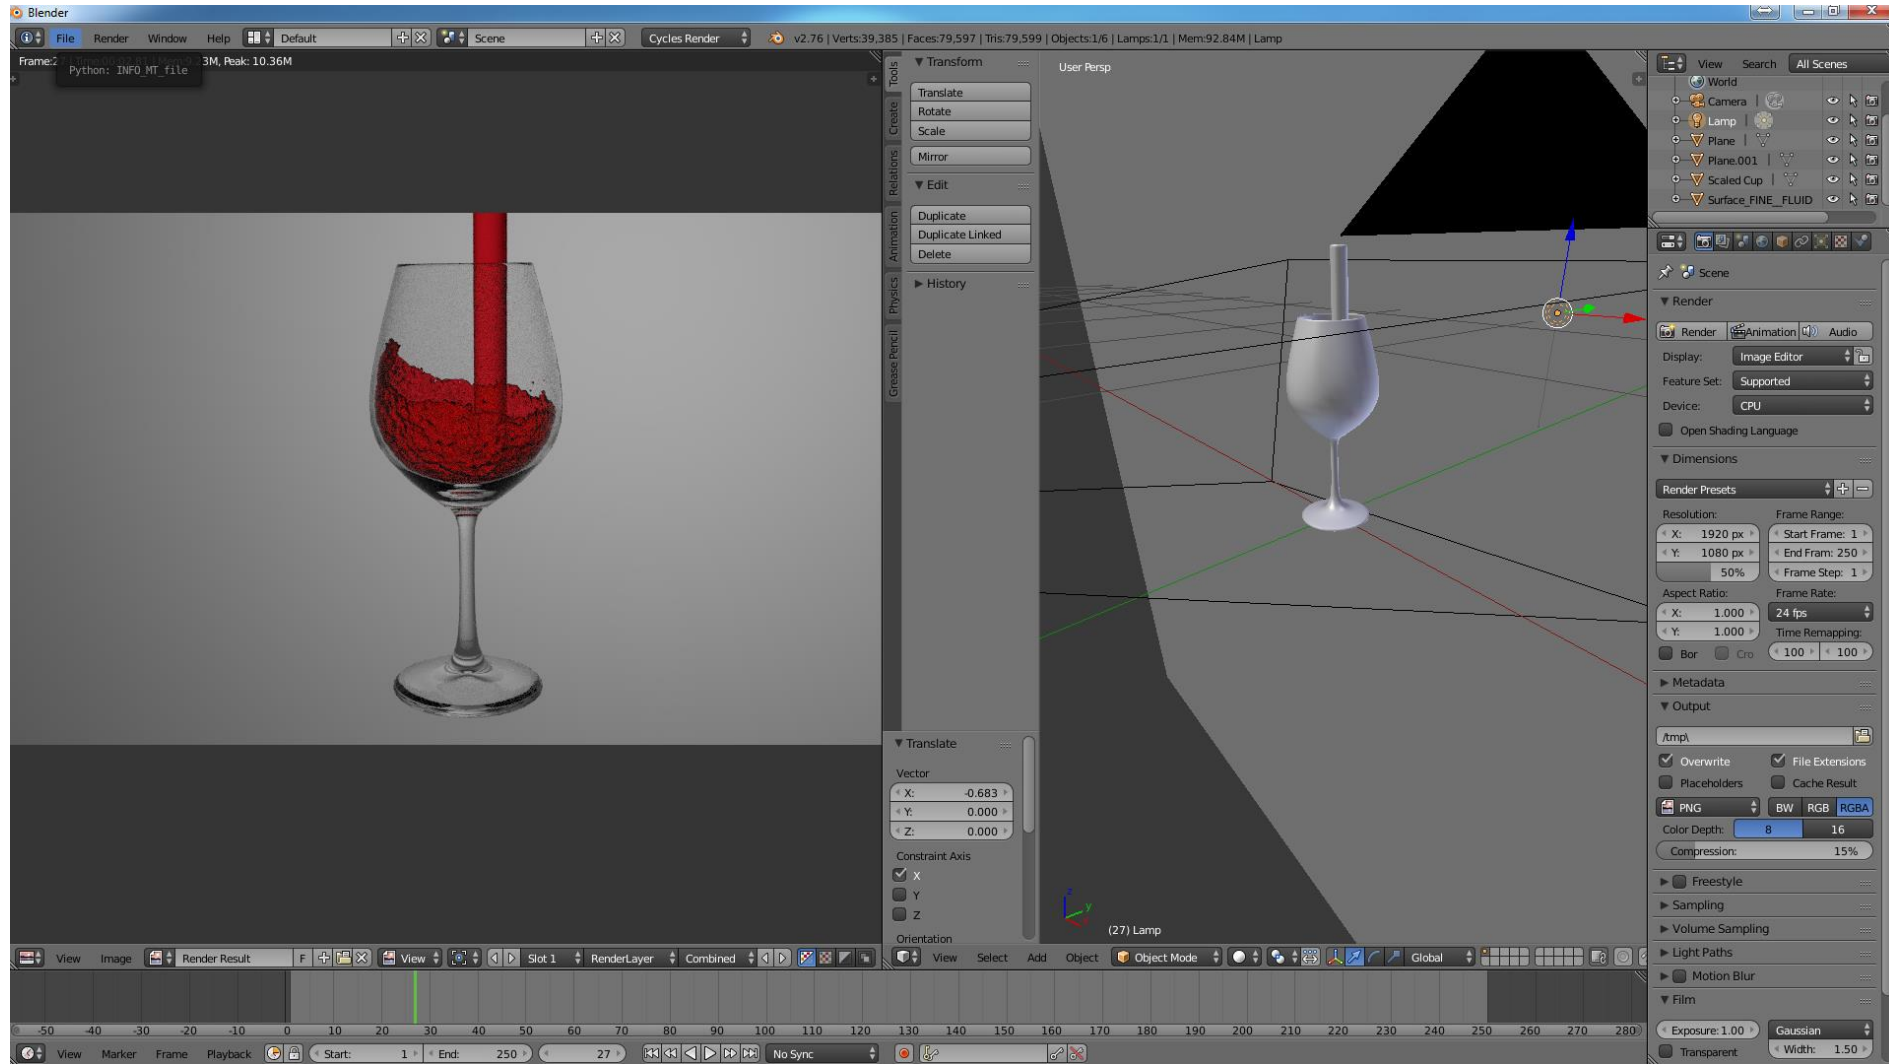 Blender
File Render Window Help Default Scene Cycles Render v2.76 | Verts:39,385 | Faces:79,597 | Tris:79,599 | Objects:1/6 | Lamps:1/1 | Mem:92.84M | Lamp
Peak: 10.36M
Python: INFO_MT_file
Tools
Create
Relations
Animation
Physics
Grease Pencil
Transform
Translate
Rotate
Scale
Mirror
Edit
Duplicate
Duplicate Linked
Delete
History
Translate
Vector
X: -0.683
Y: 0.000
Z: 0.000
Constraint Axis
X
Y
Z
Orientation
User Persp
z
y
(27) Lamp
View Search All Scenes
World
Camera
Lamp
Plane
Plane.001
Scaled Cup
Surface_FINE__FLUID
Scene
Render
Render Animation Audio
Display: Image Editor
Feature Set: Supported
Device: CPU
Open Shading Language
Dimensions
Render Presets
Resolution: Frame Range:
X: 1920 px Start Frame: 1
Y: 1080 px End Fram: 250
50% Frame Step: 1
Aspect Ratio: Frame Rate:
X: 1.000 24 fps
Y: 1.000 Time Remapping:
Bor Cro 100 100
Metadata
Output
/tmp\
Overwrite File Extensions
Placeholders Cache Result
PNG BW RGB RGBA
Color Depth: 8 16
Compression: 15%
Freestyle
Sampling
Volume Sampling
Light Paths
Motion Blur
Film
Exposure: 1.00 Gaussian
Transparent Width: 1.50
View Image Render Result F View Slot 1 RenderLayer Combined
View Select Add Object Object Mode Global
-50 -40 -30 -20 -10 0 10 20 30 40 50 60 70 80 90 100 110 120 130 140 150 160 170 180 190 200 210 220 230 240 250 260 270 280
View Marker Frame Playback Start: 1 End: 250 27 No Sync